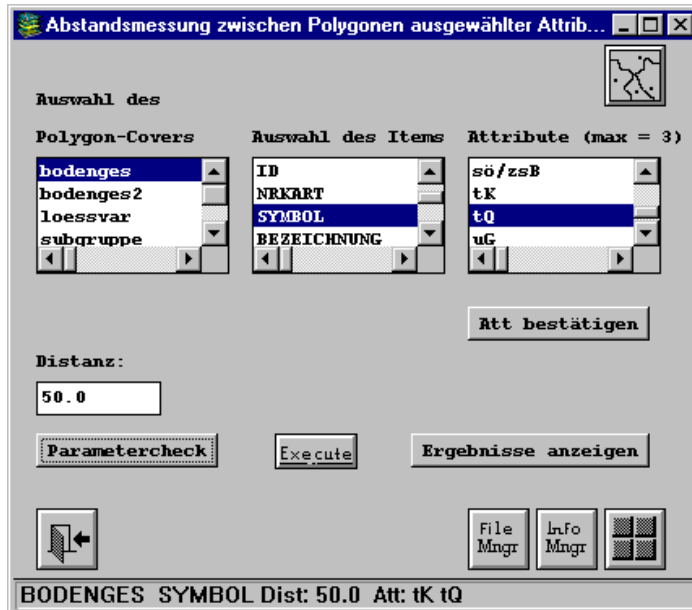 Abstandsmessung zwischen Polygonen ausgewählter Attrib...
Auswahl des
Polygon-Covers Auswahl des Items Attribute (max = 3)
bodenges ID sö/zsB
bodenges2 NRKART tK
loessvar SYMBOL tQ
subgruppe BEZEICHNUNG uG
Att bestätigen
Distanz:
50.0
Parametercheck Execute Ergebnisse anzeigen
File Info
Mngr Mngr
BODENGES SYMBOL Dist: 50.0 Att: tK tQ